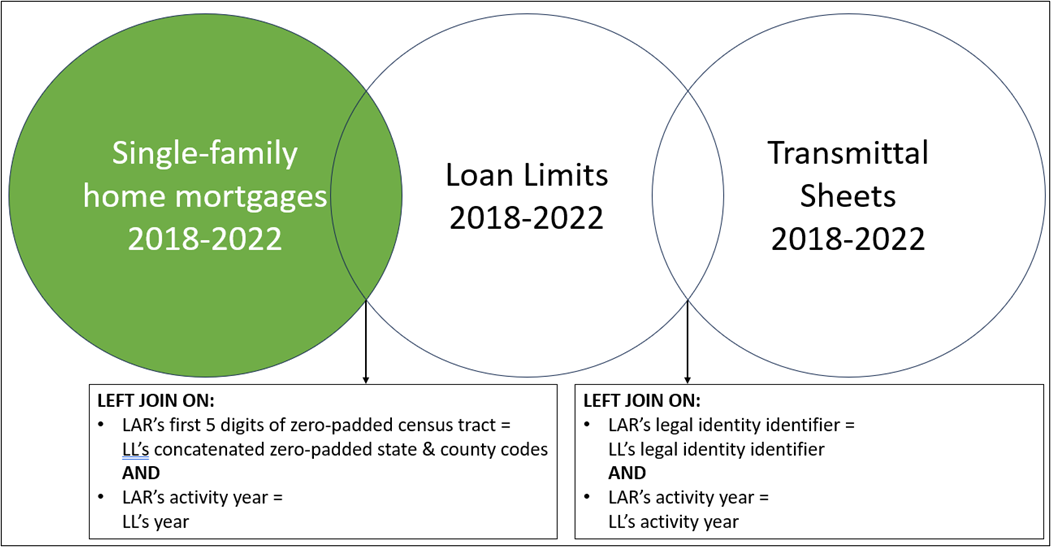 Single-family
home mortgages
2018-2022
Loan Limits
2018-2022
Transmittal
Sheets
2018-2022
LEFT JOIN ON:
• LAR’s first 5 digits of zero-padded census tract =
LL’s concatenated zero-padded state & county codes
AND
• LAR’s activity year =
LL’s year
LEFT JOIN ON:
• LAR’s legal identity identifier =
LL’s legal identity identifier
AND
• LAR’s activity year =
LL’s activity year